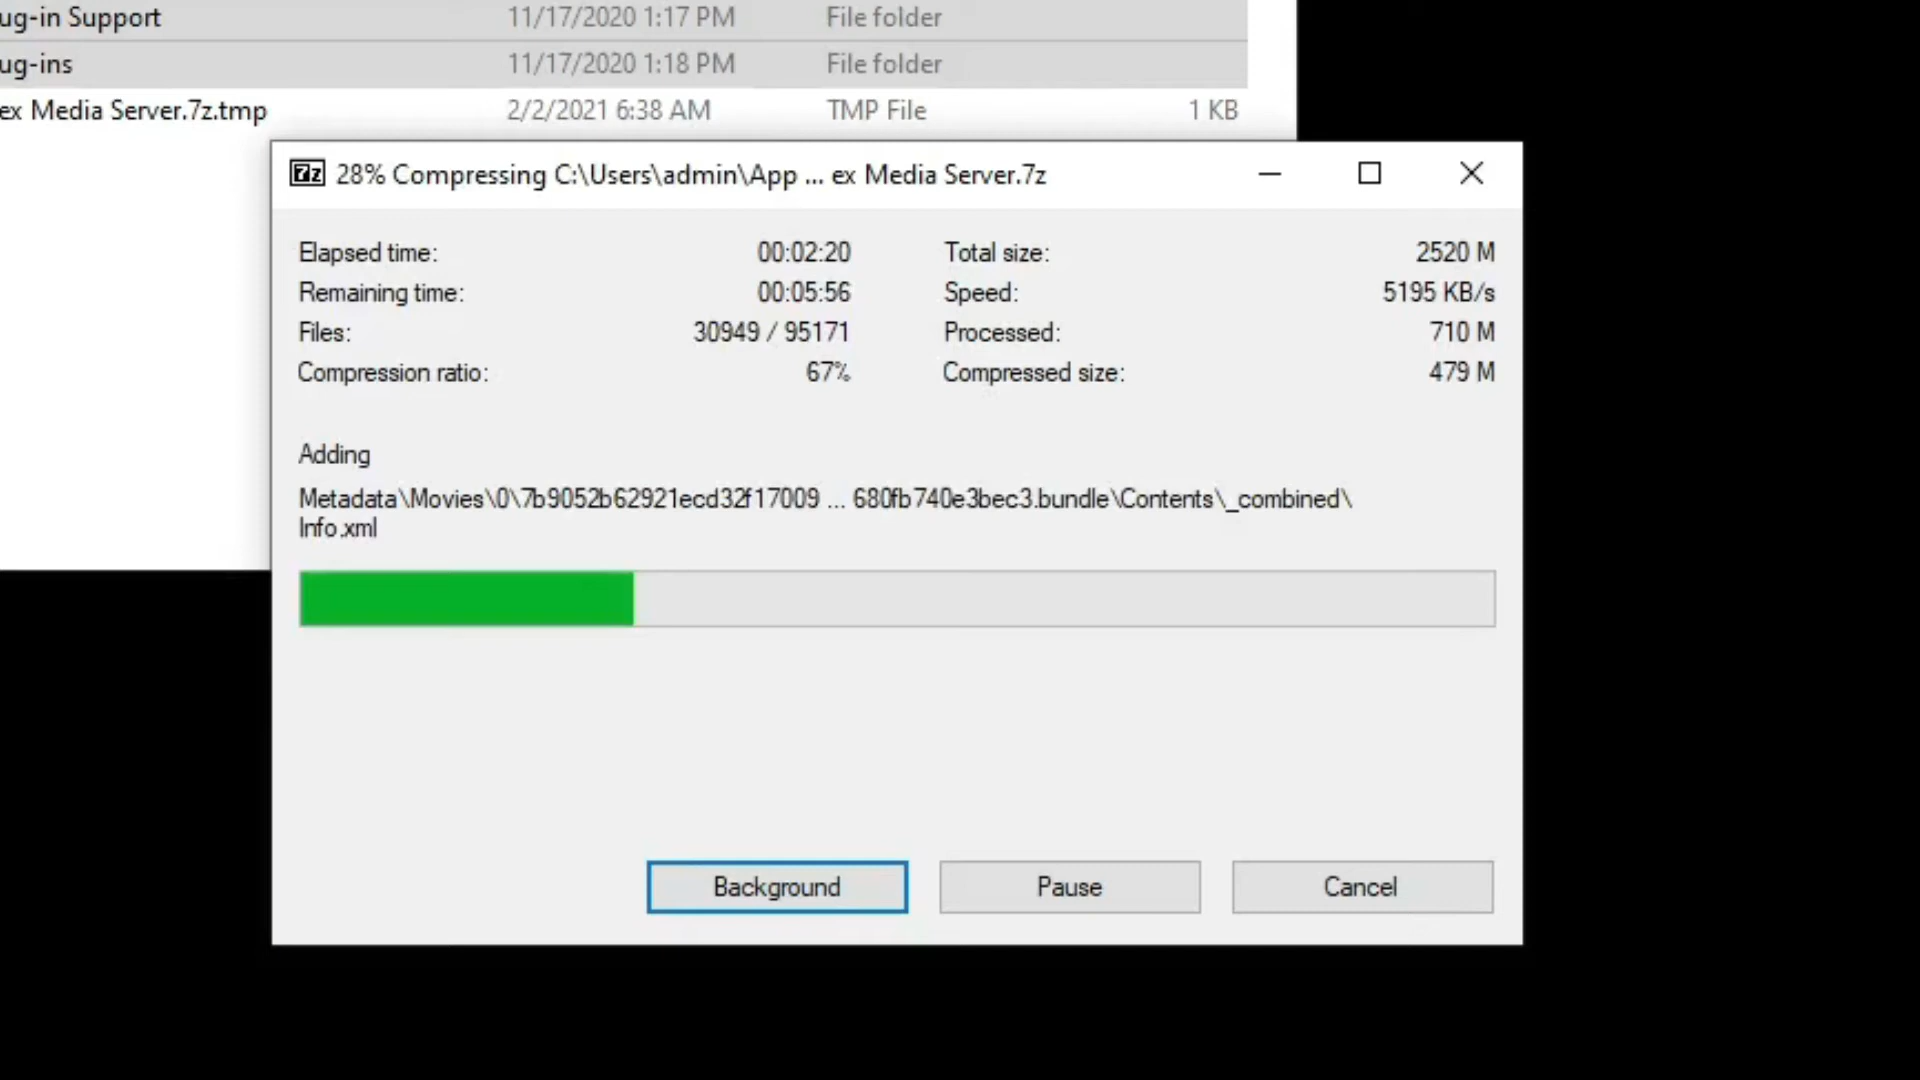 ug-in Support 11/17/2020 1:17 PM File folder
ug-ins 11/17/2020 1:18 PM File folder
ex Media Server.7z.tmp 2/2/2021 6:38 AM TMP File 1 KB
7z 28% Compressing C:\Users\admin\App ... ex Media Server.7z
Elapsed time: 00:02:20 Total size: 2520 M
Remaining time: 00:05:56 Speed: 5195 KB/s
Files: 30949 / 95171 Processed: 710 M
Compression ratio: 67% Compressed size: 479 M
Adding
Metadata\Movies\0\7b9052b62921ecd32f17009 ... 680fb740e3bec3.bundle\Contents\_combined\
Info.xml
Background Pause Cancel